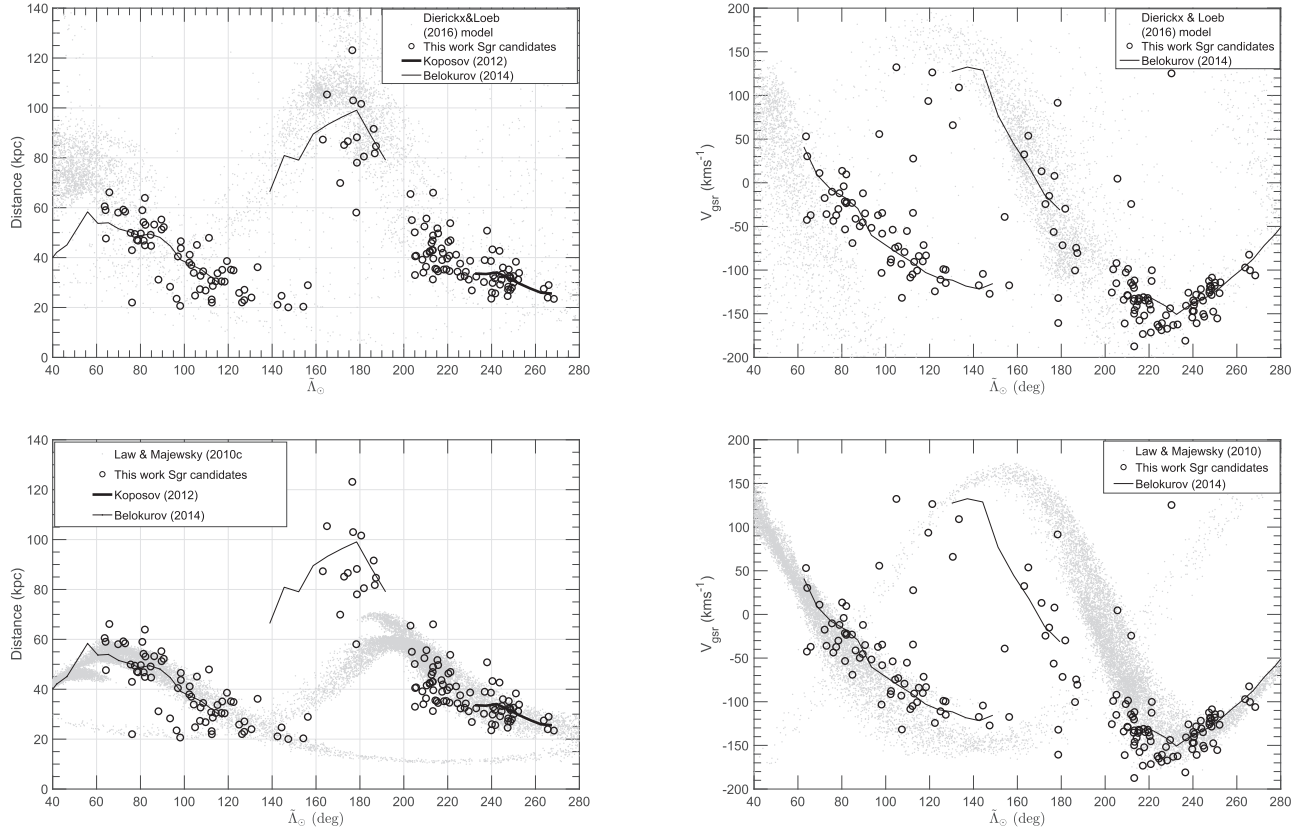 140
120
100
80
60
40
20
0
Distance (kpc)
Dierickx&Loeb
(2016) model
This work Sgr candidates
Koposov (2012)
Belokurov (2014)
40 60 80 100 120 140 160 180 200 220 240 260 280
Λ̃⊙
200
150
100
50
0
-50
-100
-150
-200
Vgsr (kms-1)
Dierickx & Loeb
(2016) model
This work Sgr candidates
Belokurov (2014)
40 60 80 100 120 140 160 180 200 220 240 260 280
Λ̃⊙ (deg)
140
120
100
80
60
40
20
0
Distance (kpc)
Law & Majewsky (2010c
This work Sgr candidates
Koposov (2012)
Belokurov (2014)
40 60 80 100 120 140 160 180 200 220 240 260 280
Λ̃⊙ (deg)
200
150
100
50
0
-50
-100
-150
-200
Vgsr (kms-1)
Law & Majewsky (2010)
This work Sgr candidates
Belokurov (2014)
40 60 80 100 120 140 160 180 200 220 240 260 280
Λ̃⊙ (deg)